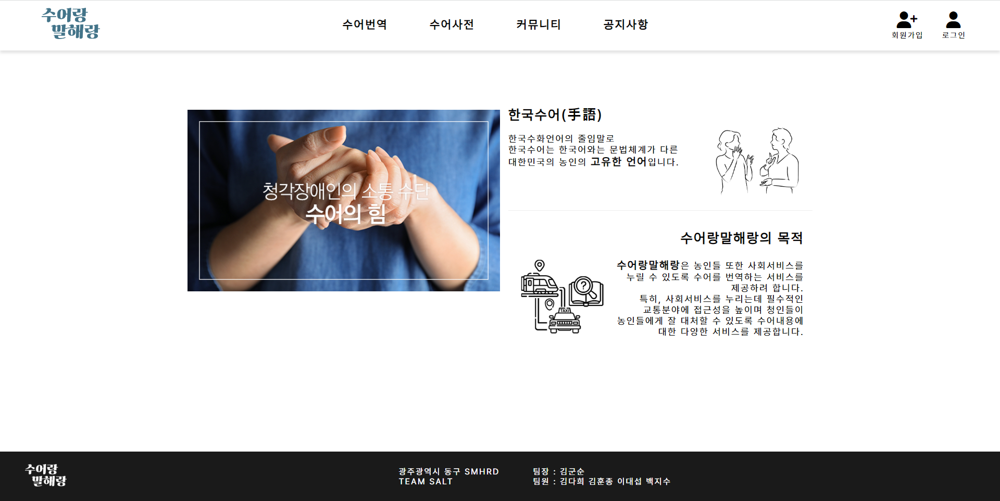 수어랑
말해랑
수어번역
수어사전
커뮤니티
공지사항
회원가입
로그인
청각장애인의 소통 수단
수어의 힘
한국수어(手語)
한국수화언어의 줄임말로
한국수어는 한국어와는 문법체계가 다른
대한민국의 농인의 고유한 언어입니다.
수어랑말해랑의 목적
수어랑말해랑은 농인들 또한 사회서비스를
누릴 수 있도록 수어를 번역하는 서비스를
제공하려 합니다.
특히, 사회서비스를 누리는데 필수적인
교통분야에 접근성을 높이며 청인들이
농인들에게 잘 대처할 수 있도록 수어내용에
대한 다양한 서비스를 제공합니다.
TAXI
수어랑
말해랑
광주광역시 동구 SMHRD
TEAM SALT
팀장 : 김군순
팀원 : 김다희 김훈종 이대섭 백지수